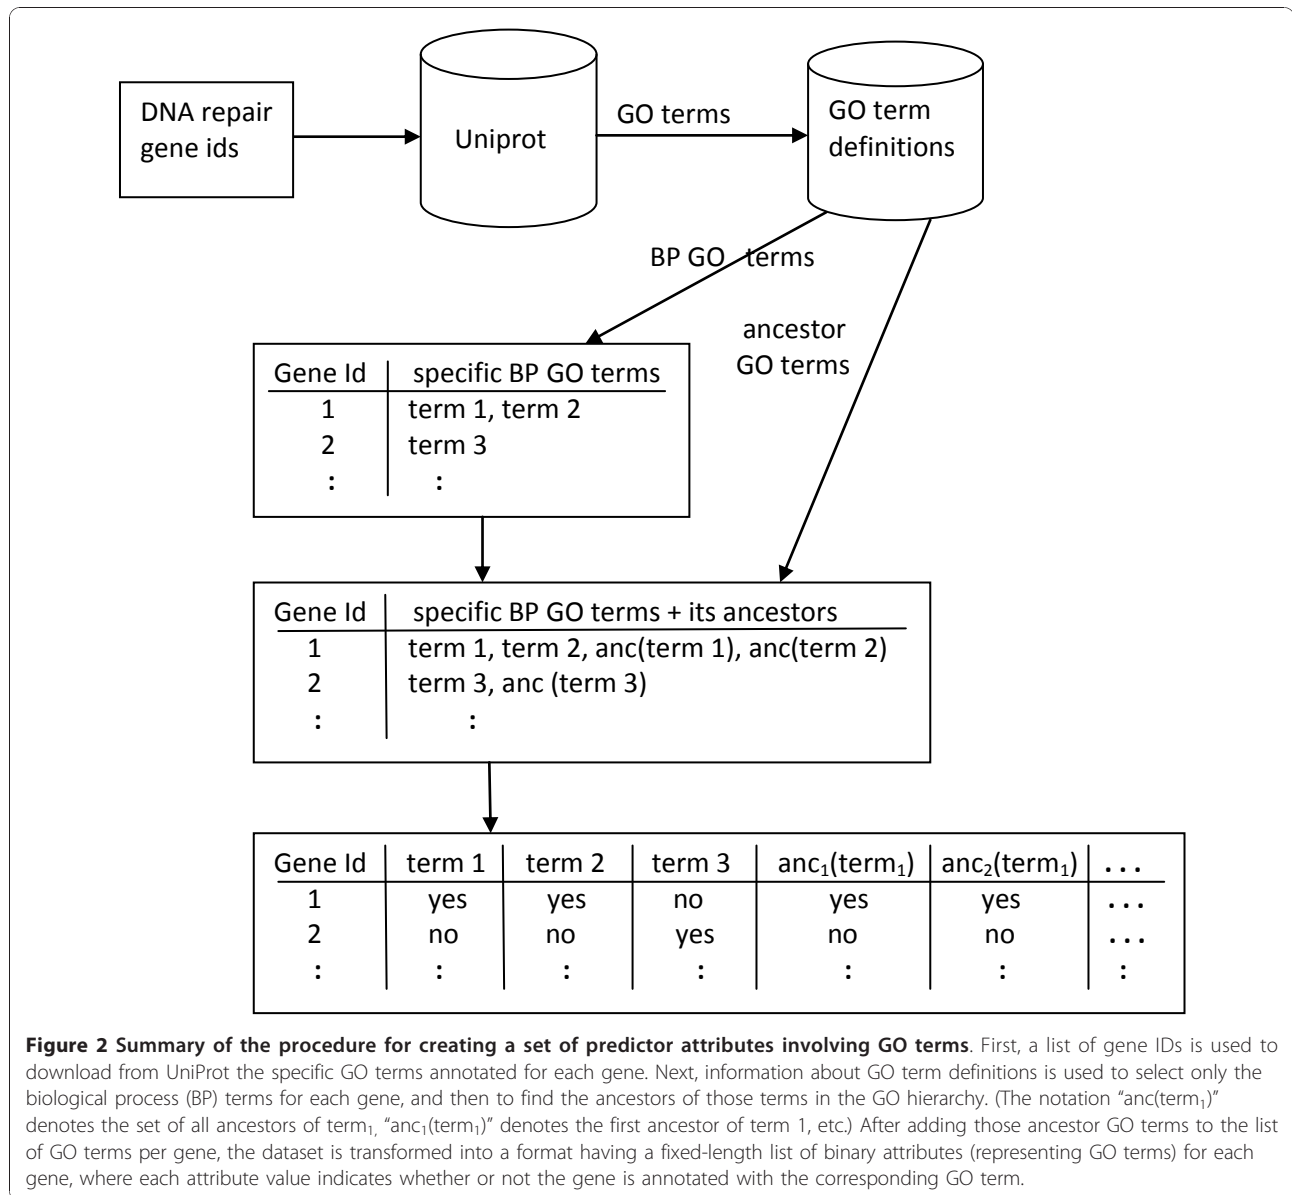 DNA repair
gene ids
Uniprot
GO terms
GO term
definitions
BP GO terms
ancestor
GO terms
Gene Id specific BP GO terms
1 term 1, term 2
2 term 3
: :
Gene Id specific BP GO terms + its ancestors
1 term 1, term 2, anc(term 1), anc(term 2)
2 term 3, anc (term 3)
: :
Gene Id term 1 term 2 term 3 anc₁(term₁) anc₂(term₁) ...
1 yes yes no yes yes ...
2 no no yes no no ...
: : : : : : :
Figure 2 Summary of the procedure for creating a set of predictor attributes involving GO terms. First, a list of gene IDs is used to
download from UniProt the specific GO terms annotated for each gene. Next, information about GO term definitions is used to select only the
biological process (BP) terms for each gene, and then to find the ancestors of those terms in the GO hierarchy. (The notation “anc(term₁)”
denotes the set of all ancestors of term₁, “anc₁(term₁)” denotes the first ancestor of term 1, etc.) After adding those ancestor GO terms to the list
of GO terms per gene, the dataset is transformed into a format having a fixed-length list of binary attributes (representing GO terms) for each
gene, where each attribute value indicates whether or not the gene is annotated with the corresponding GO term.